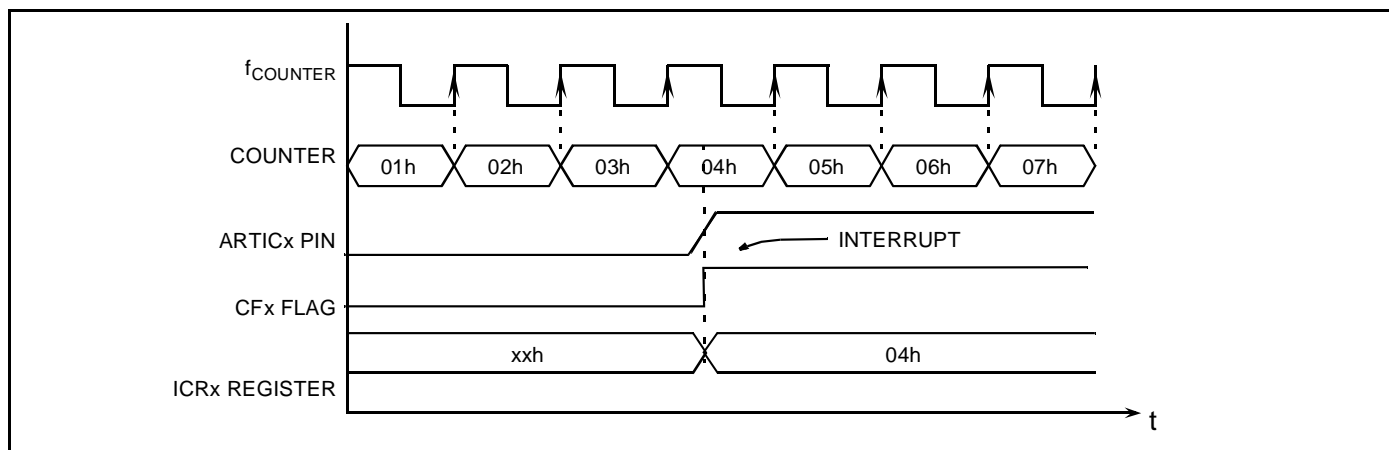 fCOUNTER
COUNTER 01h 02h 03h 04h 05h 06h 07h
ARTICx PIN INTERRUPT
CFx FLAG
xxh 04h
ICRx REGISTER
t